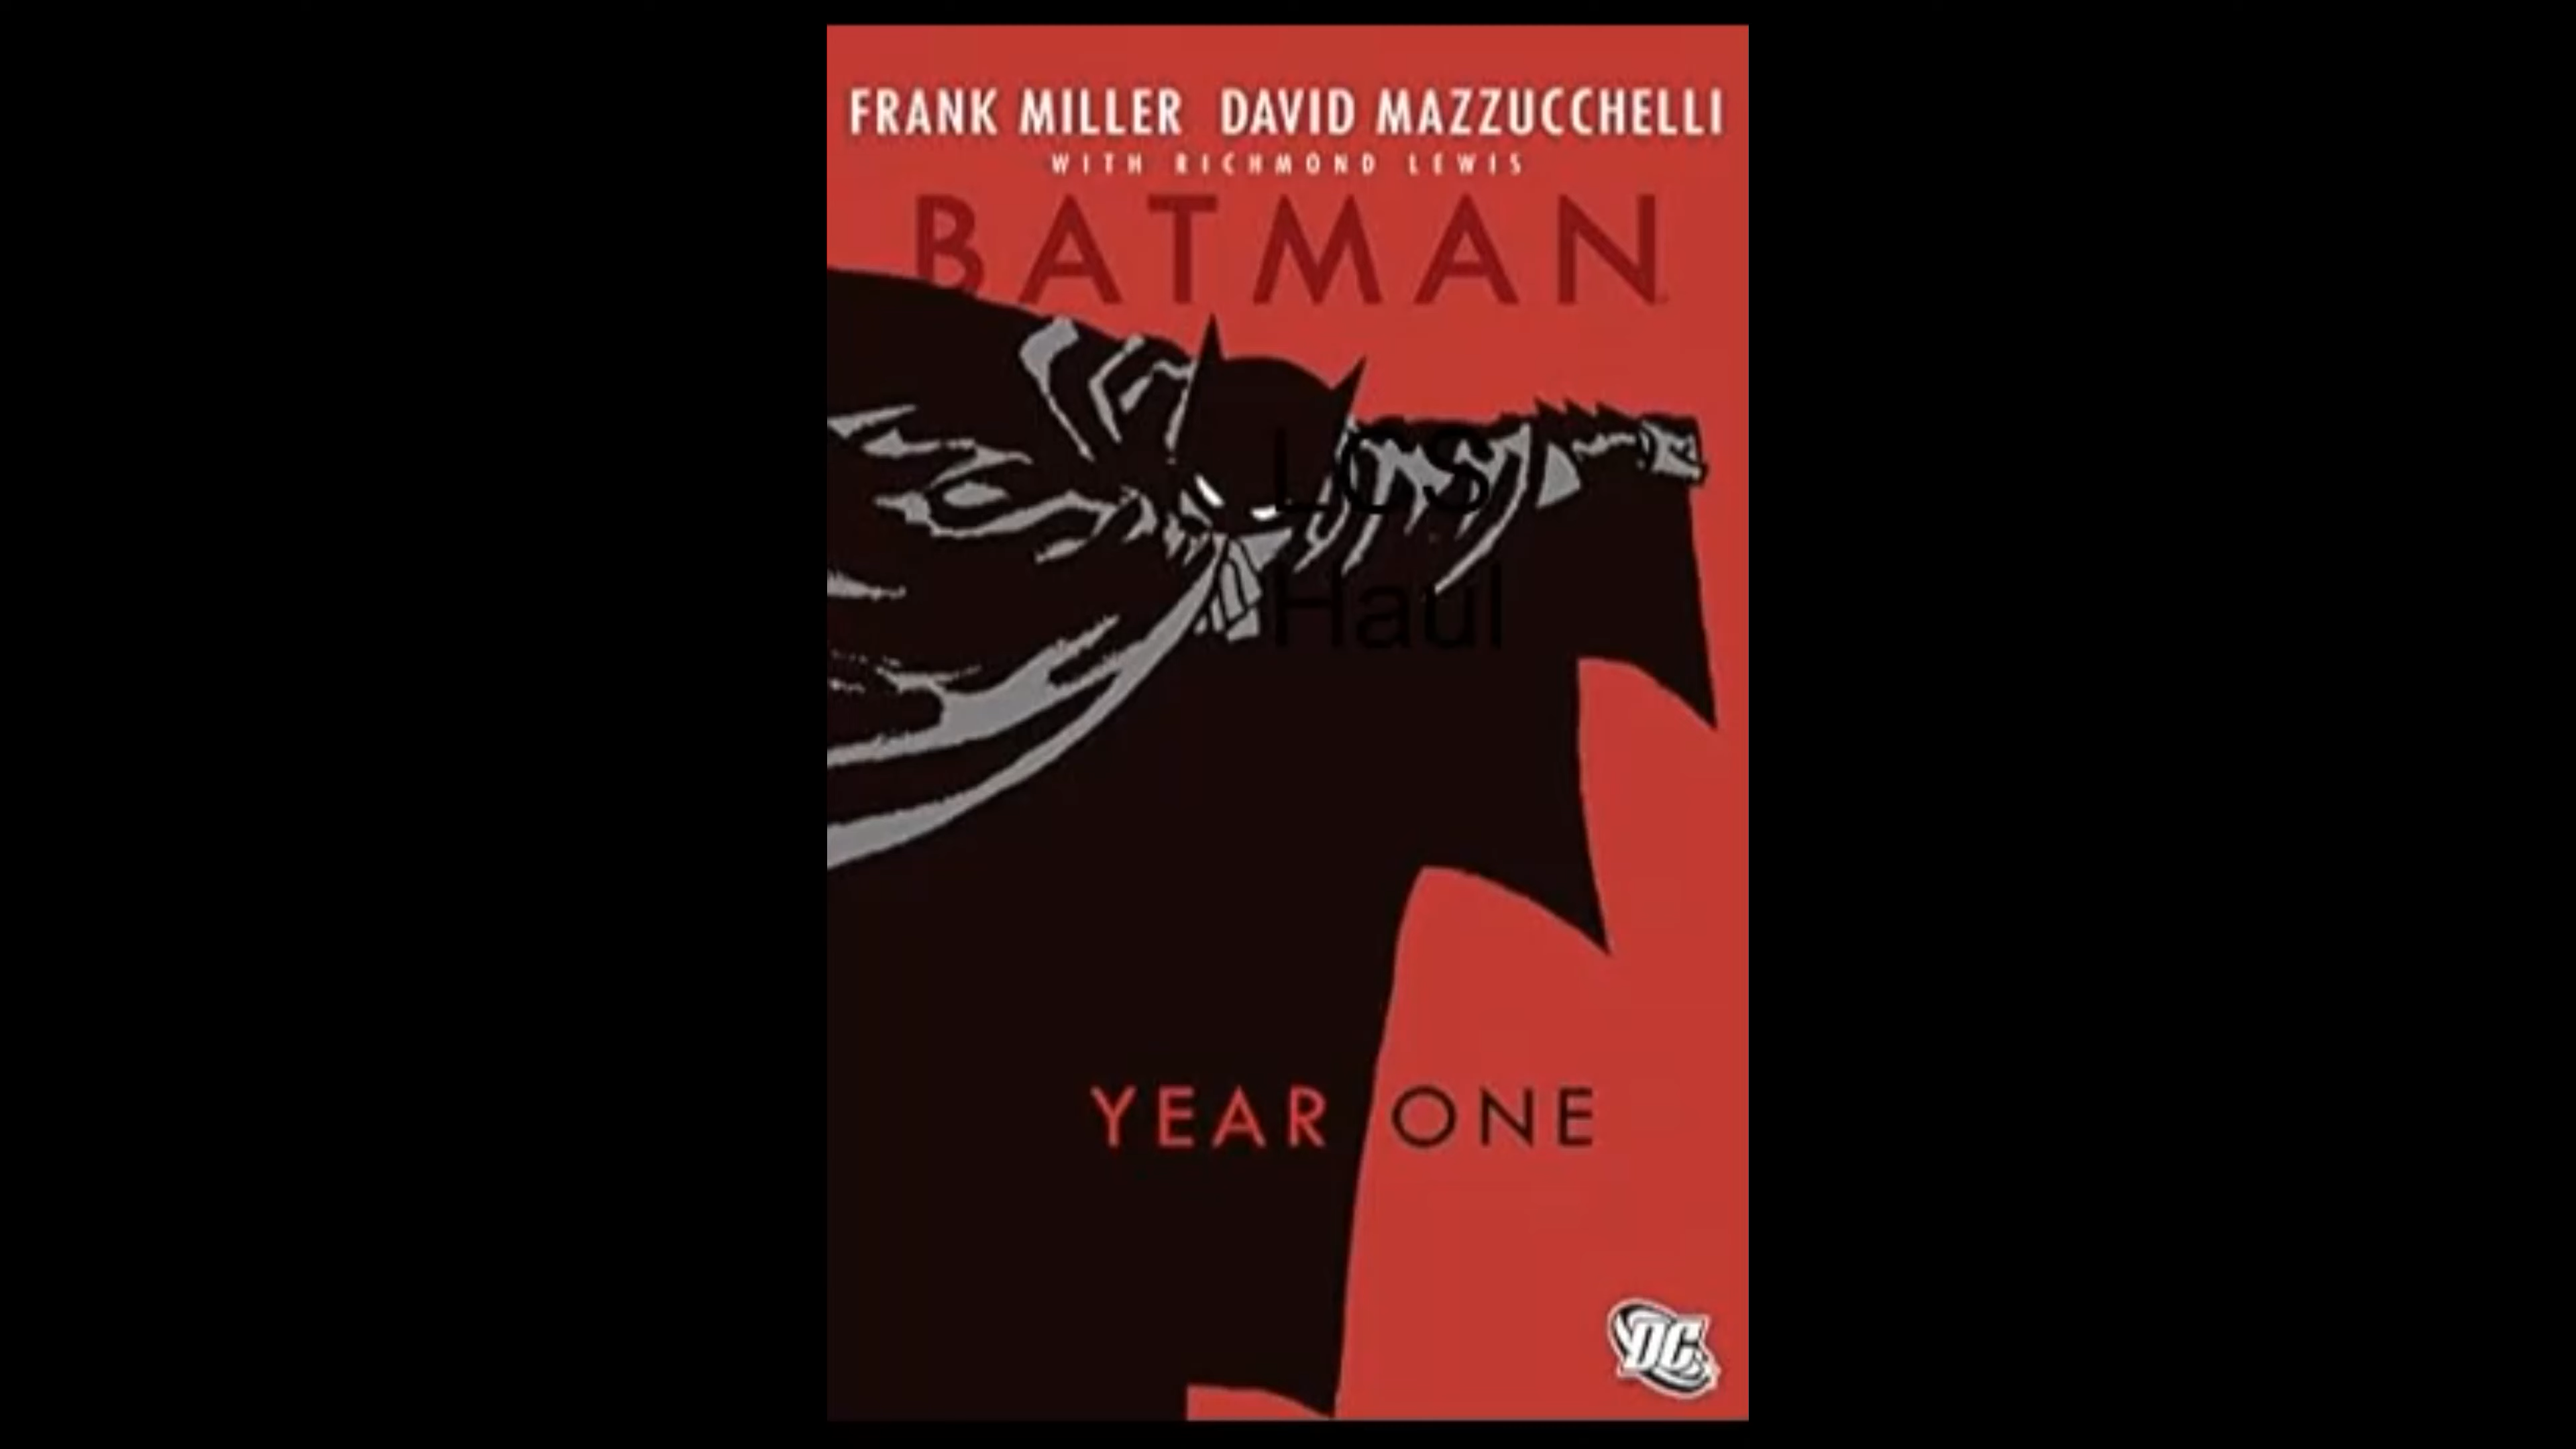 FRANK MILLER DAVID MAZZUCCHELLI
WITH RICHMOND LEWIS
BATMAN
LCS
Haul
YEAR ONE
DC